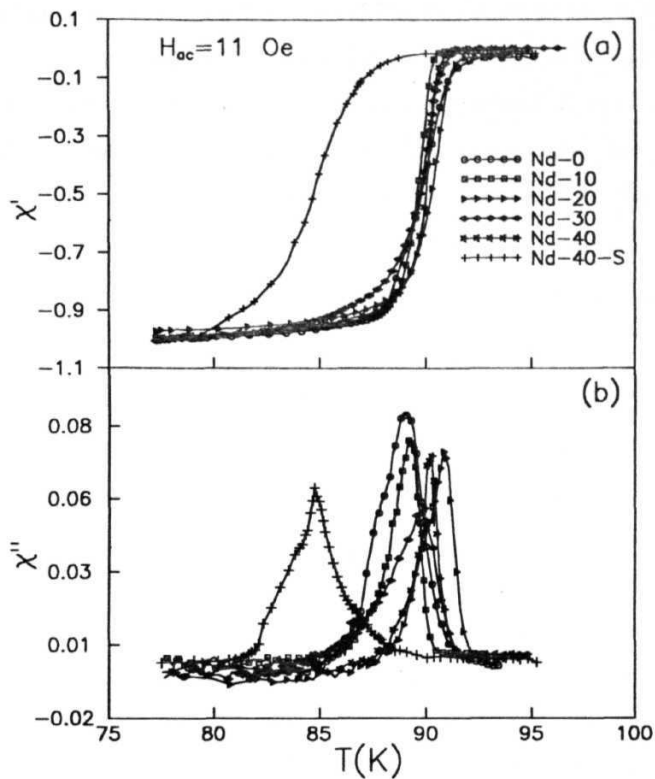 0.1
H_ac=11 Oe
(a)
-0.1
-0.3
Nd-0
Nd-10
-0.5
Nd-20
Nd-30
χ'
-0.7
Nd-40
Nd-40-S
-0.9
-1.1
(b)
0.08
0.06
χ''
0.03
0.01
-0.02
75 80 85 90 95 100
T(K)